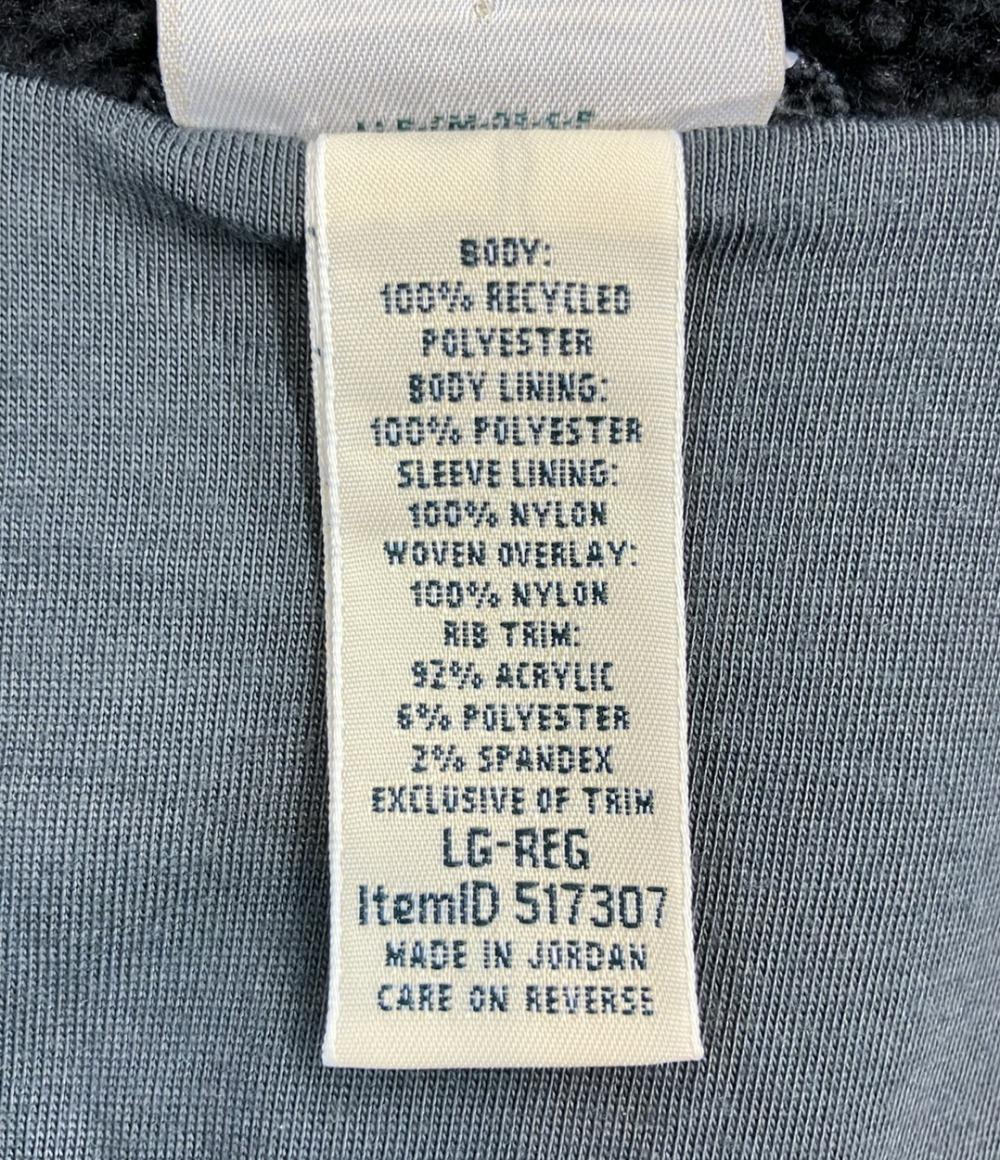 BODY:
100% RECYCLED
POLYESTER
BODY LINING:
100% POLYESTER
SLEEVE LINING:
100% NYLON
WOVEN OVERLAY:
100% NYLON
RIB TRIM:
92% ACRYLIC
6% POLYESTER
2% SPANDEX
EXCLUSIVE OF TRIM
LG-REG
ItemID 517307
MADE IN JORDAN
CARE ON REVERSE